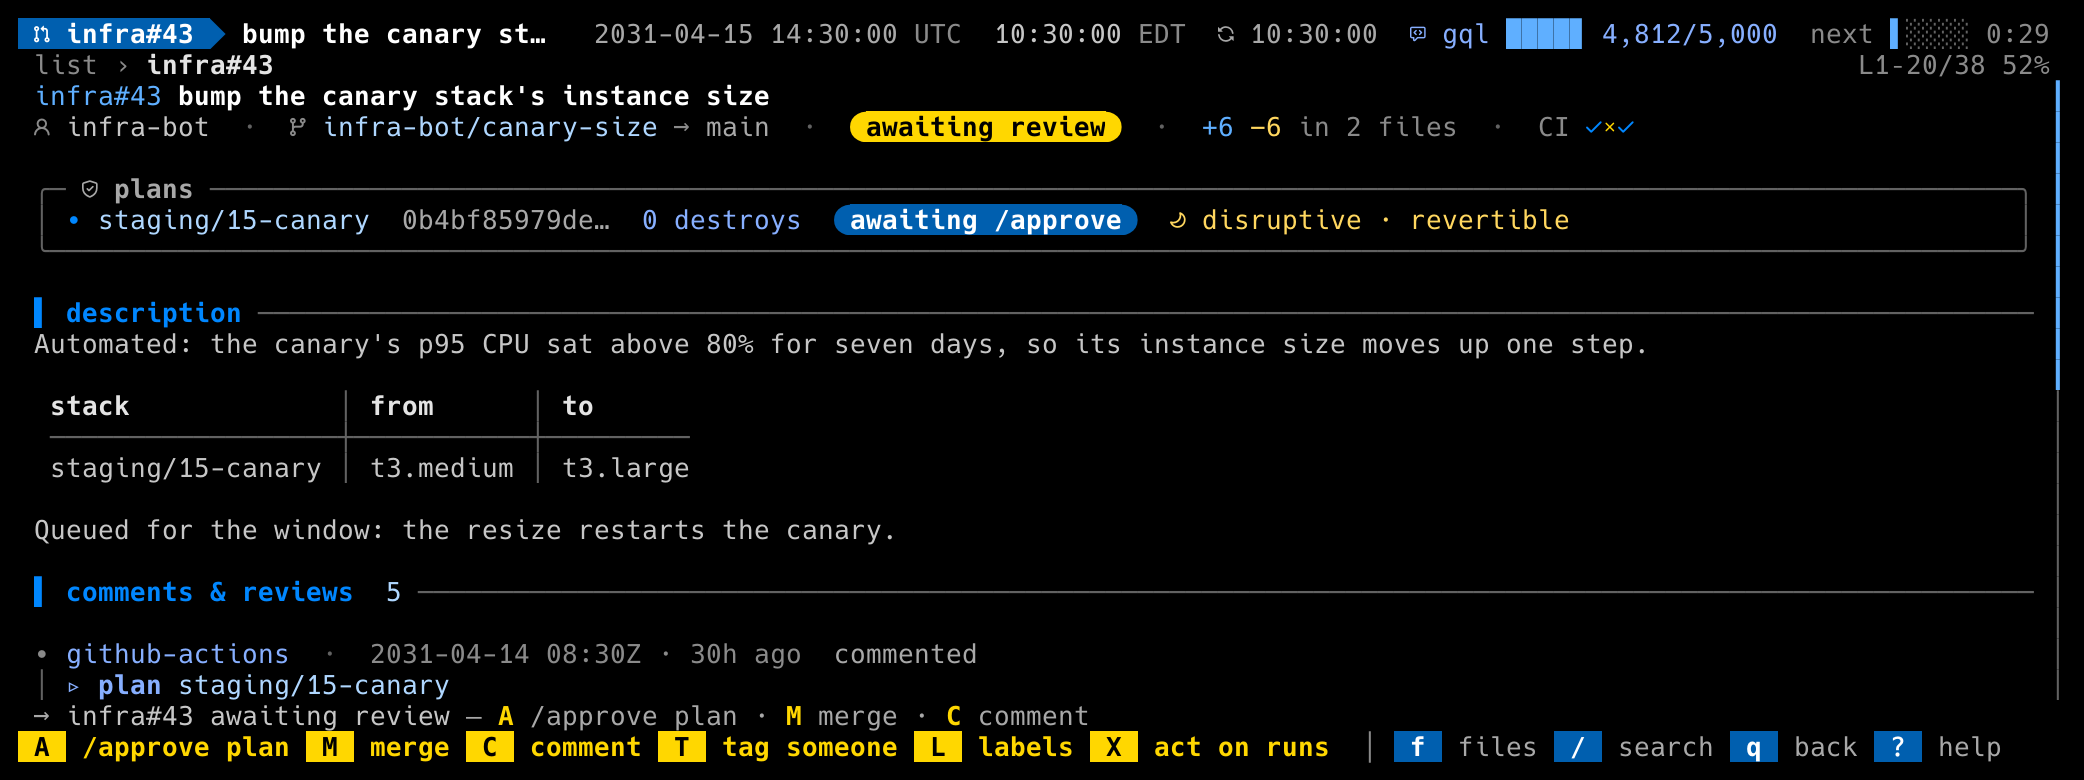 infra#43 bump the canary st… 2031-04-15 14:30:00 UTC 10:30:00 EDT 10:30:00 gql 4,812/5,000 next 0:29
list › infra#43 L1-20/38 52%
infra#43 bump the canary stack's instance size
infra-bot · infra-bot/canary-size → main · awaiting review · +6 −6 in 2 files · CI ✓×✓
plans
• staging/15-canary 0b4bf85979de… 0 destroys awaiting /approve disruptive · revertible
description
Automated: the canary's p95 CPU sat above 80% for seven days, so its instance size moves up one step.
stack from to
staging/15-canary t3.medium t3.large
Queued for the window: the resize restarts the canary.
comments & reviews 5
• github-actions · 2031-04-14 08:30Z · 30h ago commented
▹ plan staging/15-canary
→ infra#43 awaiting review — A /approve plan · M merge · C comment
A /approve plan M merge C comment T tag someone L labels X act on runs │ f files / search q back ? help